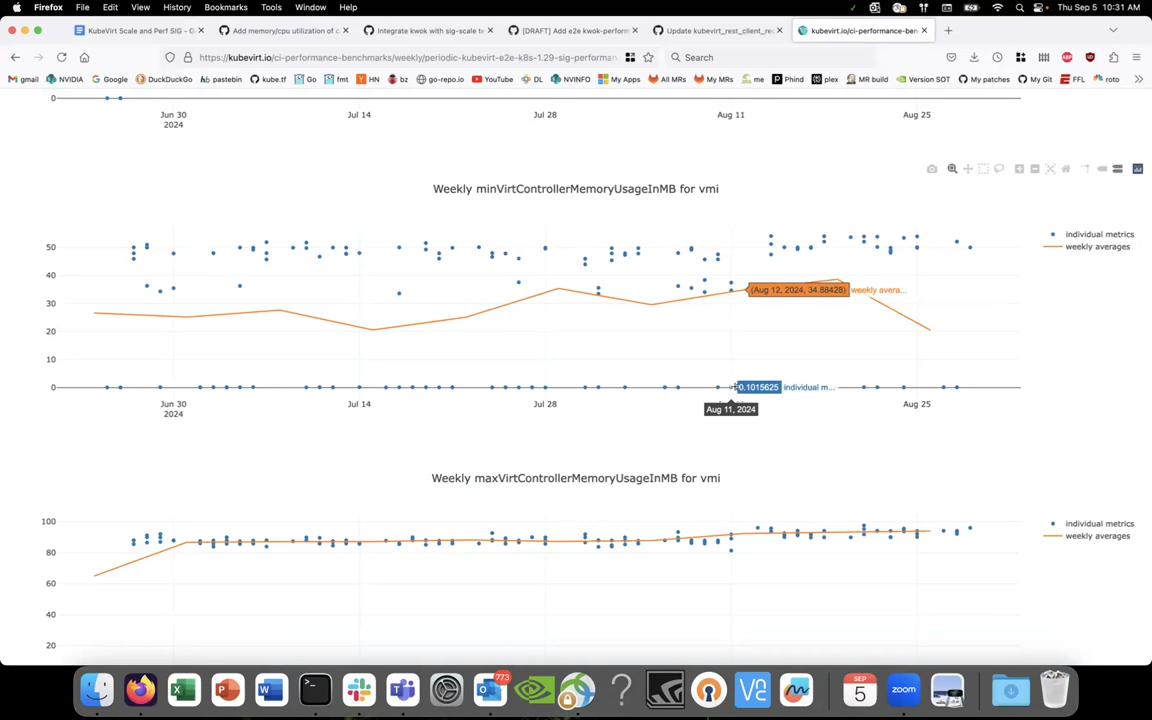 Firefox File Edit View History Bookmarks Tools Window Help Thu Sep 5 10:31 AM
KubeVirt Scale and Perf SIG - G Add memory/cpu utilization of c Integrate kwok with sig-scale te [DRAFT] Add e2e kwok-perform Update kubevirt_rest_client_re kubevirt.io/ci-performance-ben
https://kubevirt.io/ci-performance-benchmarks/weekly/periodic-kubevirt-e2e-k8s-1.29-sig-performan Search
gmail NVIDIA Google DuckDuckGo pastebin kube.tf Go fmt HN bz go-repo.io YouTube DL NVINFO My Apps All MRs me My MRs Phind plex MR build Version SOT My patches My Git FFL roto
0
Jun 30 Jul 14 Jul 28 Aug 11 Aug 25
2024
Weekly minVirtControllerMemoryUsageInMB for vmi
individual metrics
weekly averages
50
40
(Aug 12, 2024, 34.88428) weekly avera...
30
20
10
0
0.1015625 individual m...
Jun 30 Jul 14 Jul 28 Aug 11, 2024 Aug 25
2024
Weekly maxVirtControllerMemoryUsageInMB for vmi
individual metrics
weekly averages
100
80
60
40
20
773
SEP
5
zoom